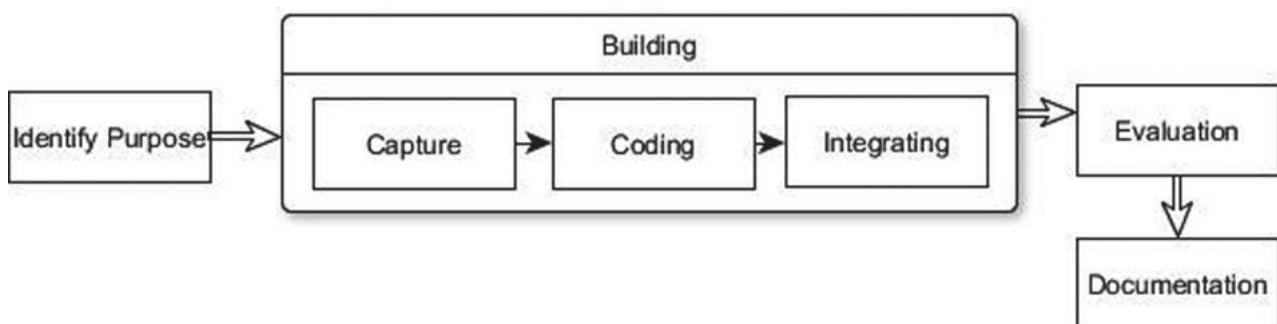 Building
Identify Purpose
Capture
Coding
Integrating
Evaluation
Documentation